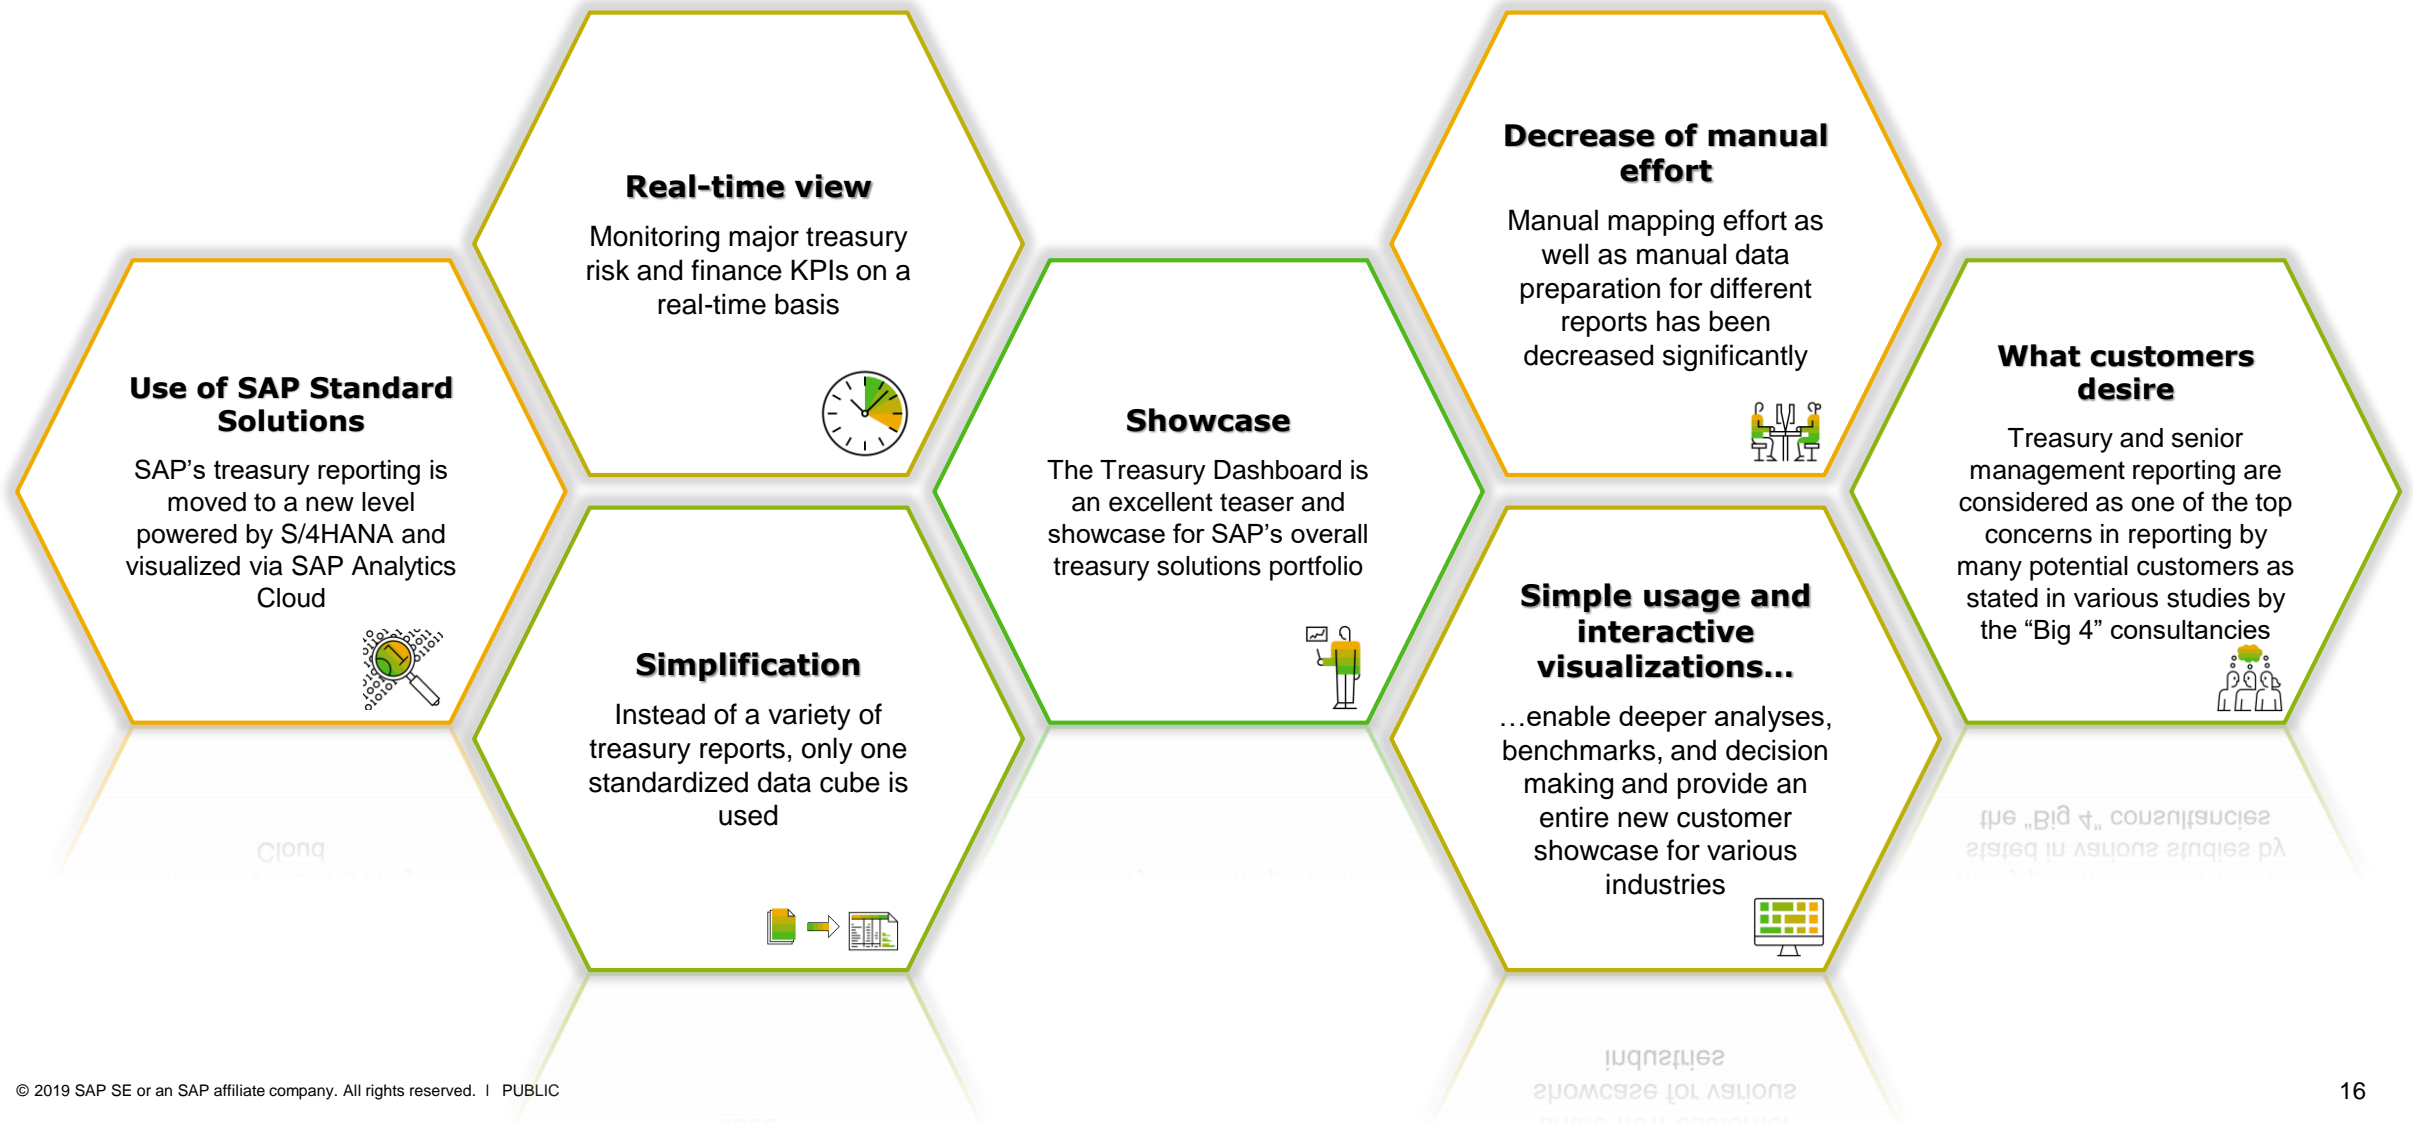 Use of SAP Standard
Solutions
SAP’s treasury reporting is
moved to a new level
powered by S/4HANA and
visualized via SAP Analytics
Cloud
Real-time view
Monitoring major treasury
risk and finance KPIs on a
real-time basis
Simplification
Instead of a variety of
treasury reports, only one
standardized data cube is
used
Showcase
The Treasury Dashboard is
an excellent teaser and
showcase for SAP’s overall
treasury solutions portfolio
Decrease of manual
effort
Manual mapping effort as
well as manual data
preparation for different
reports has been
decreased significantly
Simple usage and
interactive
visualizations…
…enable deeper analyses,
benchmarks, and decision
making and provide an
entire new customer
showcase for various
industries
What customers
desire
Treasury and senior
management reporting are
considered as one of the top
concerns in reporting by
many potential customers as
stated in various studies by
the “Big 4” consultancies
© 2019 SAP SE or an SAP affiliate company. All rights reserved. ǀ PUBLIC
16